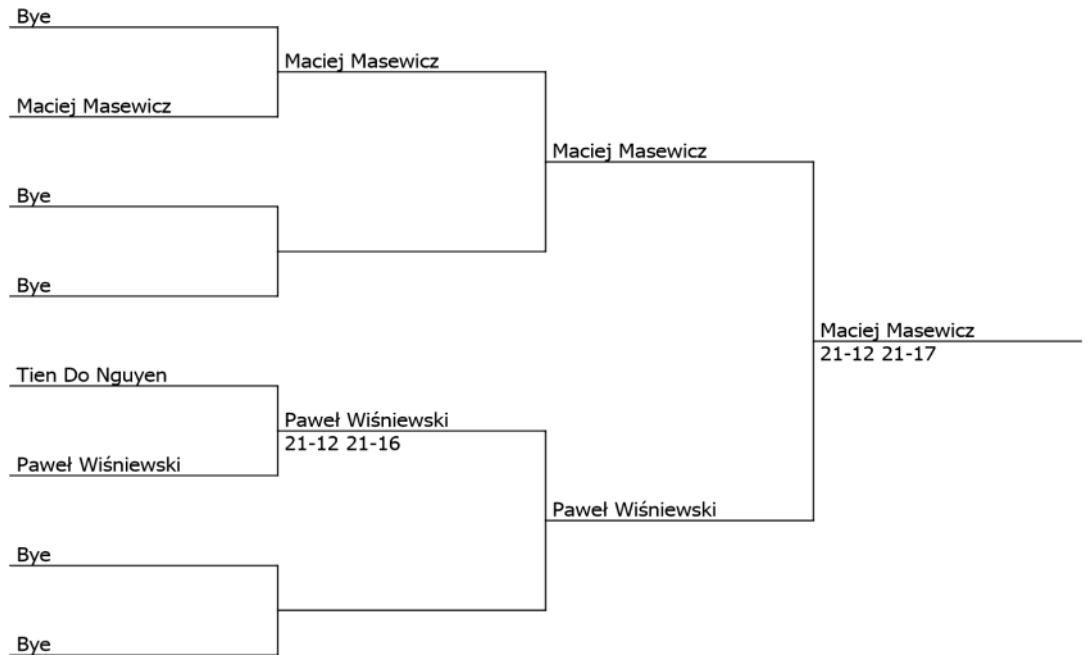 Bye
Maciej Masewicz
Maciej Masewicz
Maciej Masewicz
Bye
Bye
Maciej Masewicz
21-12 21-17
Tien Do Nguyen
Paweł Wiśniewski
21-12 21-16
Paweł Wiśniewski
Paweł Wiśniewski
Bye
Bye